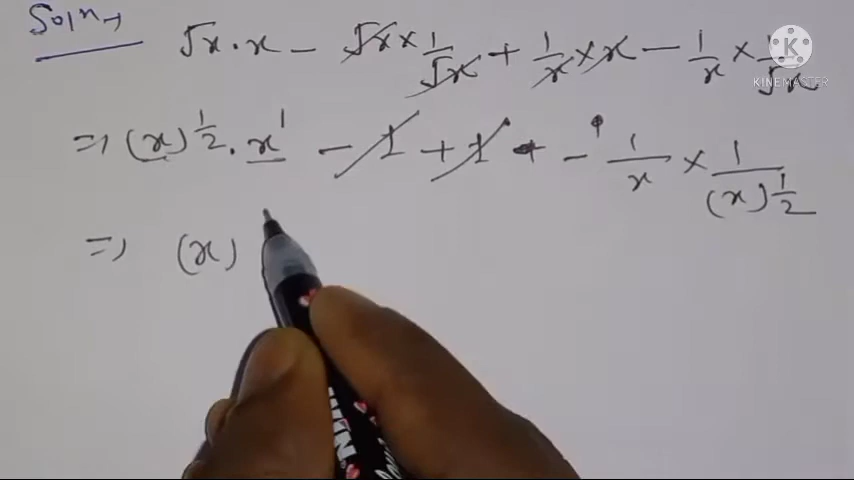 Soln→
√x · x − √x × 1/√x + 1/x × x − 1/x × 1/√x
⇒ (x)^1/2 · x^1 − 1 + 1 − 1/x × 1/(x)^1/2
⇒ (x)
KINEMASTER